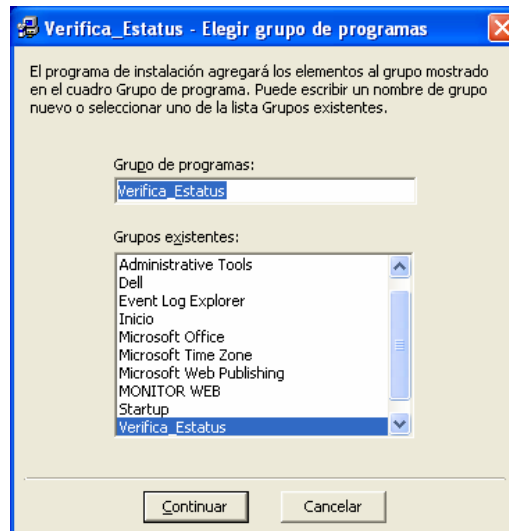 Verifica_Estatus - Elegir grupo de programas
El programa de instalación agregará los elementos al grupo mostrado
en el cuadro Grupo de programa. Puede escribir un nombre de grupo
nuevo o seleccionar uno de la lista Grupos existentes.
Grupo de programas:
Verifica_Estatus
Grupos existentes:
Administrative Tools
Dell
Event Log Explorer
Inicio
Microsoft Office
Microsoft Time Zone
Microsoft Web Publishing
MONITOR WEB
Startup
Verifica_Estatus
Continuar
Cancelar